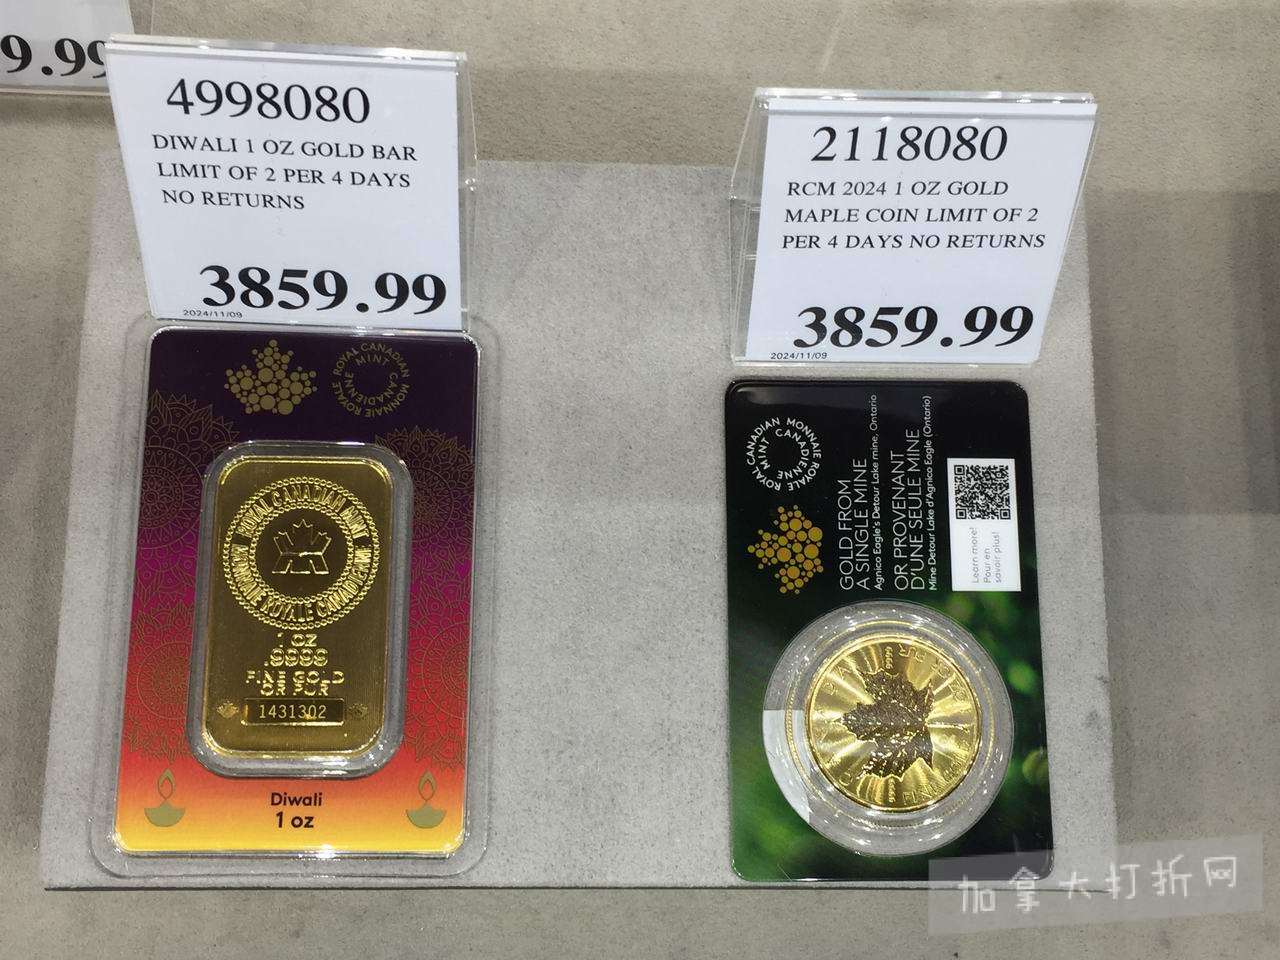 9.99
4998080
DIWALI 1 OZ GOLD BAR
LIMIT OF 2 PER 4 DAYS
NO RETURNS
3859.99
2024/11/09
ROYAL CANADIAN MINT
MONNAIE ROYALE CANADIENNE
ROYAL CANADIAN MINT
MONNAIE ROYALE CANADIENNE
1 OZ
.9999
FINE GOLD
OR PUR
1431302
Diwali
1 oz
2118080
RCM 2024 1 OZ GOLD
MAPLE COIN LIMIT OF 2
PER 4 DAYS NO RETURNS
3859.99
2024/11/09
ROYAL CANADIAN MINT
MONNAIE ROYALE CANADIENNE
GOLD FROM
A SINGLE MINE
Agnico Eagle's Detour Lake mine, Ontario
OR PROVENANT
D'UNE SEULE MINE
Mine Detour Lake d'Agnico Eagle (Ontario)
Learn more!
Pour en
savoir plus!
9999
9999
加拿大打折网